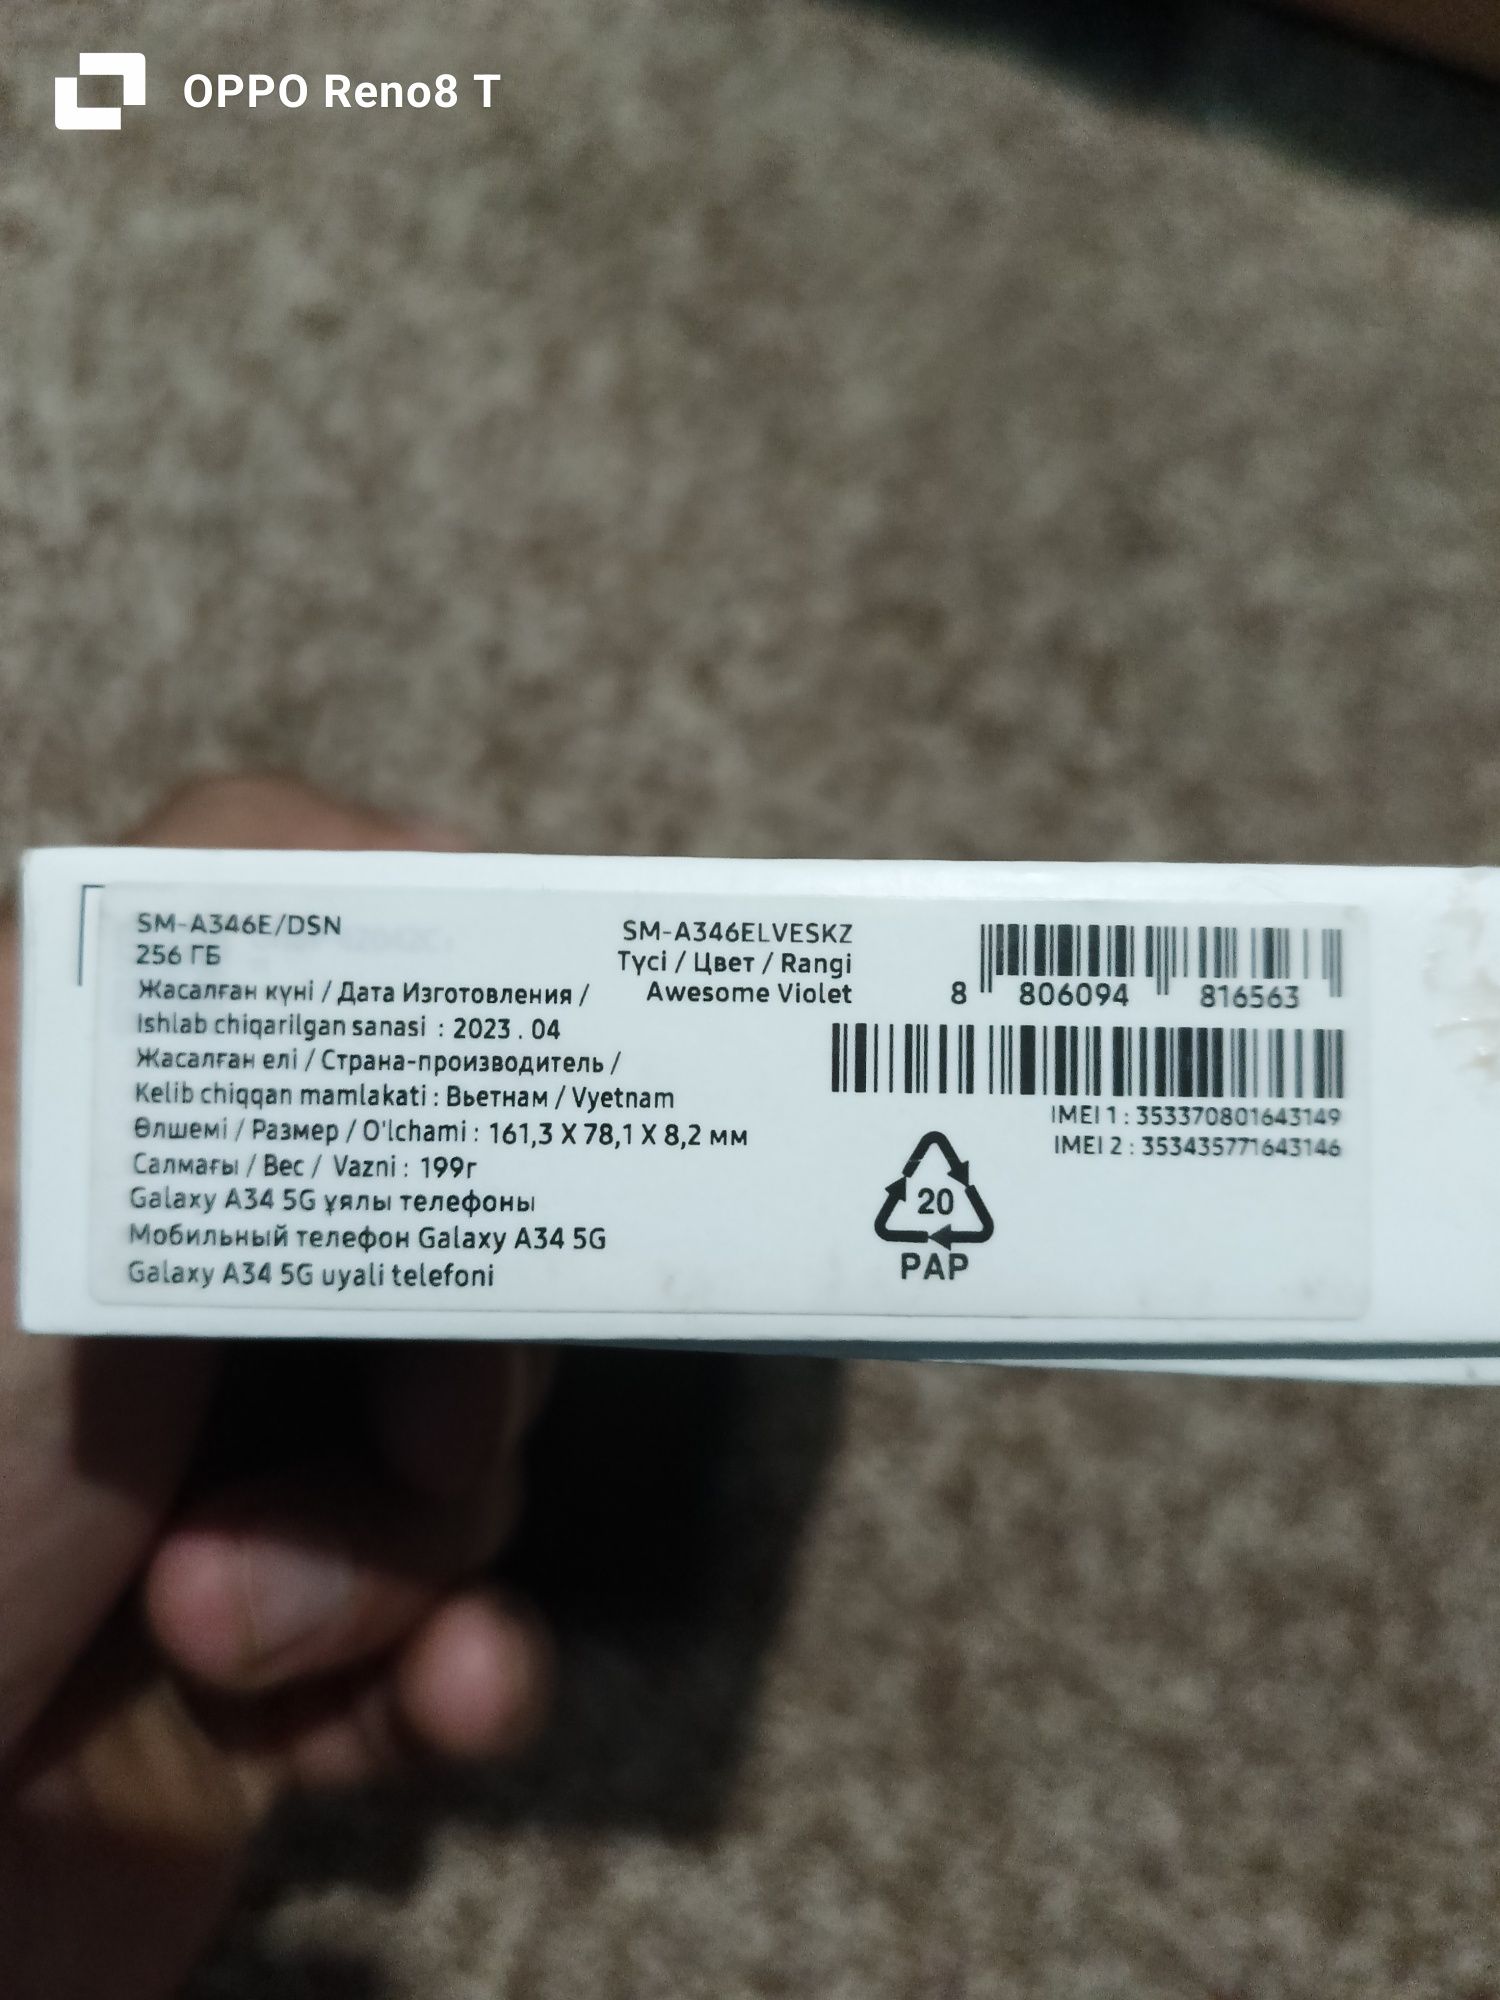 OPPO Reno8 T
SM-A346E/DSN
256 ГБ
Жасалған күні / Дата Изготовления /
Ishlab chiqarilgan sanasi : 2023 . 04
Жасалған елі / Страна-производитель /
Kelib chiqqan mamlakati : Вьетнам / Vyetnam
Өлшемі / Размер / O'lchami : 161,3 X 78,1 X 8,2 мм
Салмағы / Вес / Vazni : 199г
Galaxy A34 5G ұялы телефоны
Мобильный телефон Galaxy A34 5G
Galaxy A34 5G uyali telefoni
SM-A346ELVESKZ
Түсі / Цвет / Rangi
Awesome Violet
8 806094 816563
IMEI 1 : 353370801643149
IMEI 2 : 353435771643146
20
PAP